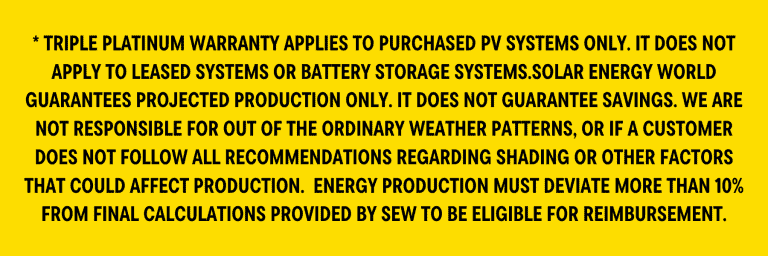 * TRIPLE PLATINUM WARRANTY APPLIES TO PURCHASED PV SYSTEMS ONLY. IT DOES NOT
APPLY TO LEASED SYSTEMS OR BATTERY STORAGE SYSTEMS.SOLAR ENERGY WORLD
GUARANTEES PROJECTED PRODUCTION ONLY. IT DOES NOT GUARANTEE SAVINGS. WE ARE
NOT RESPONSIBLE FOR OUT OF THE ORDINARY WEATHER PATTERNS, OR IF A CUSTOMER
DOES NOT FOLLOW ALL RECOMMENDATIONS REGARDING SHADING OR OTHER FACTORS
THAT COULD AFFECT PRODUCTION.  ENERGY PRODUCTION MUST DEVIATE MORE THAN 10%
FROM FINAL CALCULATIONS PROVIDED BY SEW TO BE ELIGIBLE FOR REIMBURSEMENT.